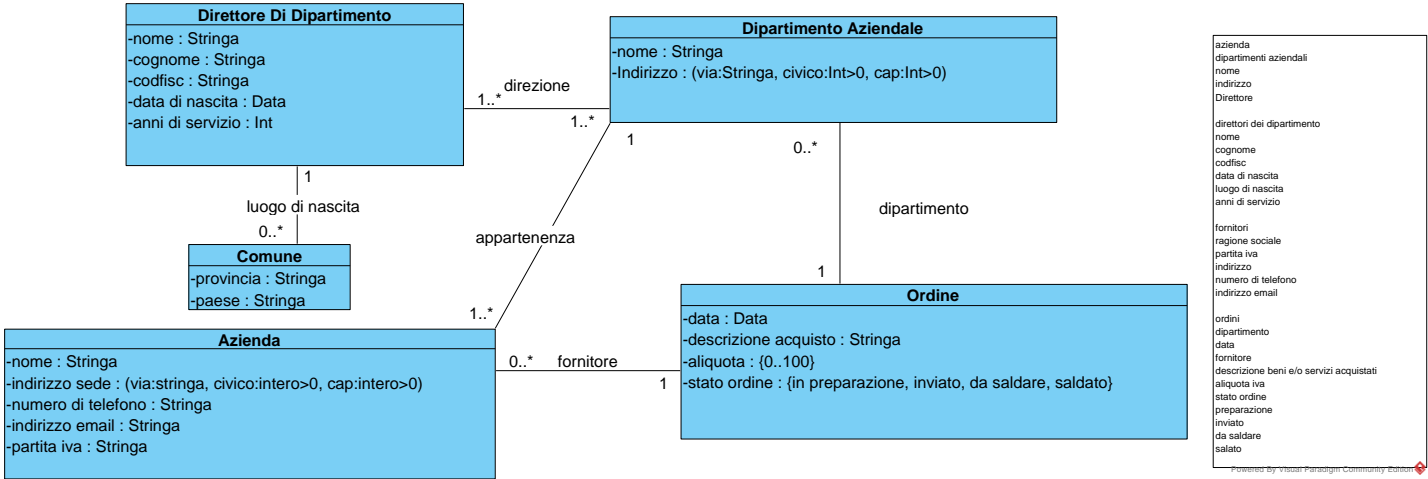 Direttore Di Dipartimento
-nome : Stringa
-cognome : Stringa
-codfisc : Stringa
-data di nascita : Data
-anni di servizio : Int
direzione
1..*
1..*
Dipartimento Aziendale
-nome : Stringa
-Indirizzo : (via:Stringa, civico:Int>0, cap:Int>0)
1
0..*
1
luogo di nascita
0..*
Comune
-provincia : Stringa
-paese : Stringa
appartenenza
1..*
dipartimento
1
Azienda
-nome : Stringa
-indirizzo sede : (via:stringa, civico:intero>0, cap:intero>0)
-numero di telefono : Stringa
-indirizzo email : Stringa
-partita iva : Stringa
0..*
fornitore
1
Ordine
-data : Data
-descrizione acquisto : Stringa
-aliquota : {0..100}
-stato ordine : {in preparazione, inviato, da saldare, saldato}
azienda
dipartimenti aziendali
nome
indirizzo
Direttore
direttori dei dipartimento
nome
cognome
codfisc
data di nascita
luogo di nascita
anni di servizio
fornitori
ragione sociale
partita iva
indirizzo
numero di telefono
indirizzo email
ordini
dipartimento
data
fornitore
descrizione beni e/o servizi acquistati
aliquota iva
stato ordine
preparazione
inviato
da saldare
salato
Powered By Visual Paradigm Community Edition